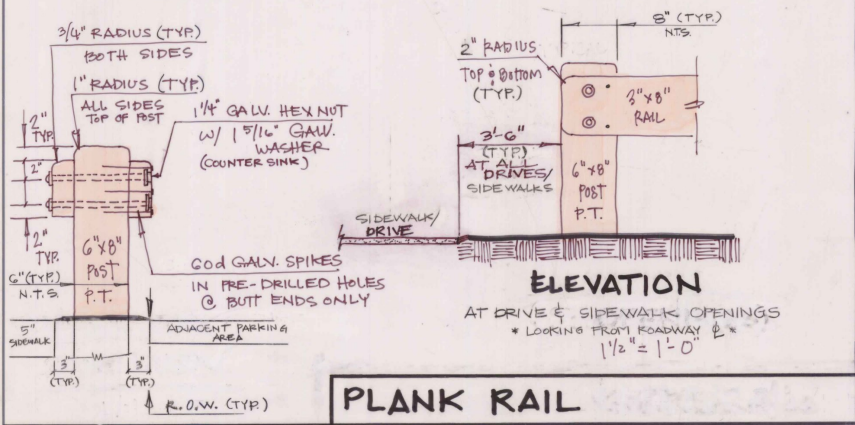 3/4" RADIUS (TYP.)
BOTH SIDES
1" RADIUS (TYP.)
ALL SIDES
TOP OF POST
2"
TYP.
2"
2"
TYP.
1 1/4" GALV. HEX NUT
W/ 1 5/16" GALV.
WASHER
(COUNTER SINK)
6"X8"
POST
P.T.
6"(TYP.)
N.T.S.
60d GALV. SPIKES
IN PRE-DRILLED HOLES
@ BUTT ENDS ONLY
5"
SIDEWALK
ADJACENT PARKING
AREA
3"
(TYP.)
3"
(TYP.)
R.O.W. (TYP.)
8" (TYP.)
N.T.S.
2" RADIUS
TOP & BOTTOM
(TYP.)
3"X8"
RAIL
3'-6"
(TYP.)
AT ALL
DRIVES/
SIDEWALKS
6"X8"
POST
P.T.
SIDEWALK/
DRIVE
ELEVATION
AT DRIVE & SIDEWALK OPENINGS
* LOOKING FROM ROADWAY ℄ *
1 1/2" = 1'-0"
PLANK RAIL